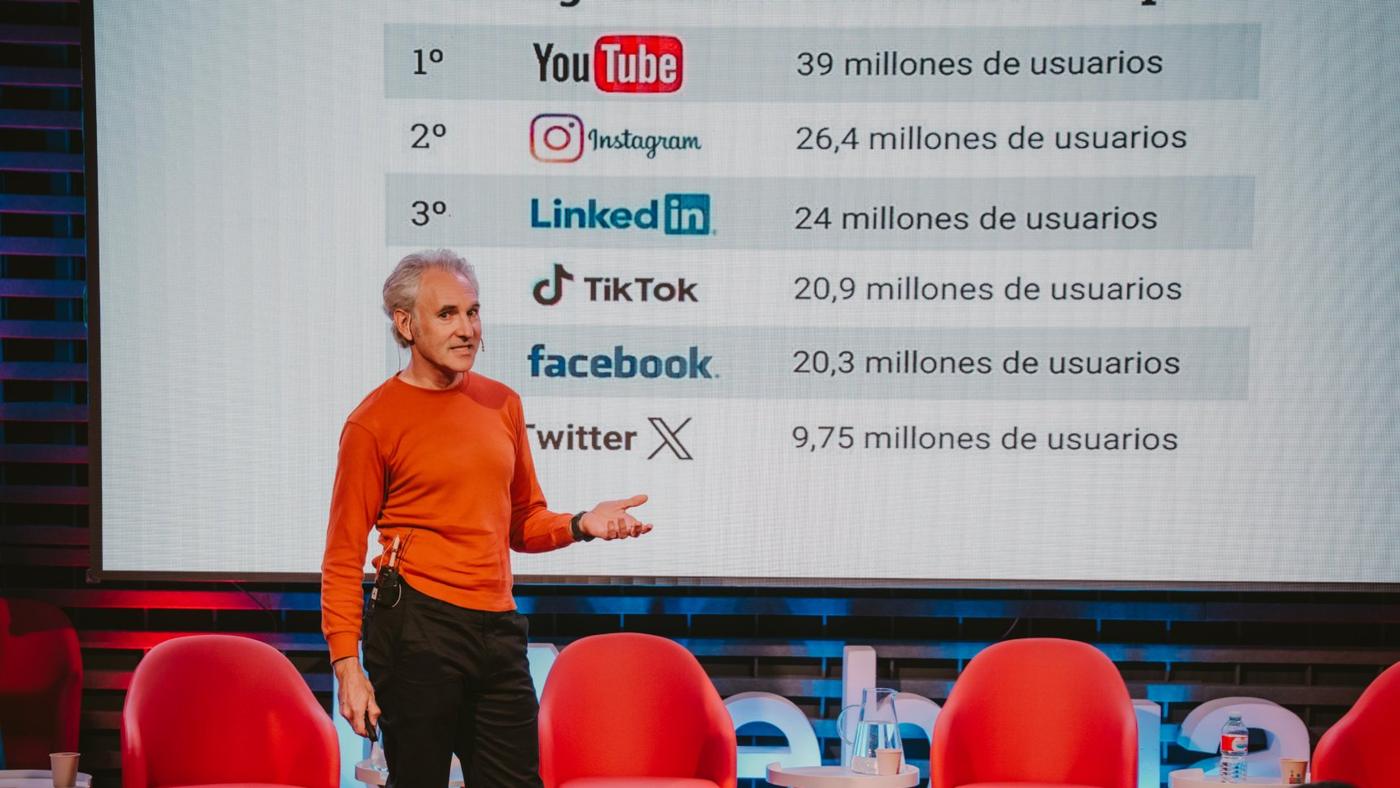 1º YouTube 39 millones de usuarios
2º Instagram 26,4 millones de usuarios
3º Linkedin 24 millones de usuarios
TikTok 20,9 millones de usuarios
facebook 20,3 millones de usuarios
Twitter X 9,75 millones de usuarios